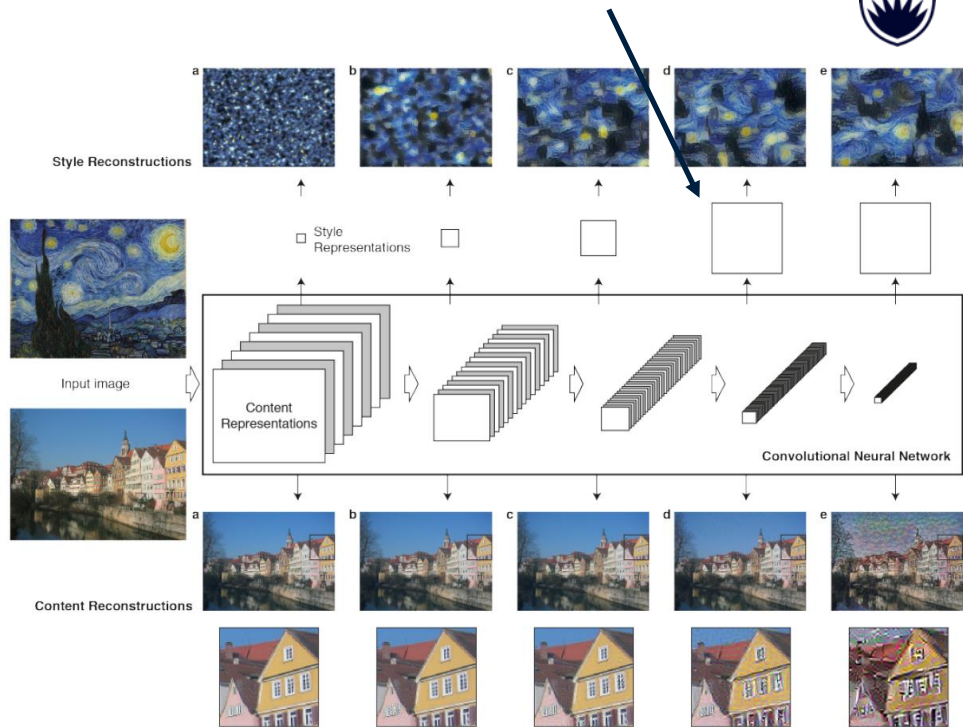 a b c d e
Style Reconstructions
Style
Representations
Input image
Content
Representations
Convolutional Neural Network
a b c d e
Content Reconstructions